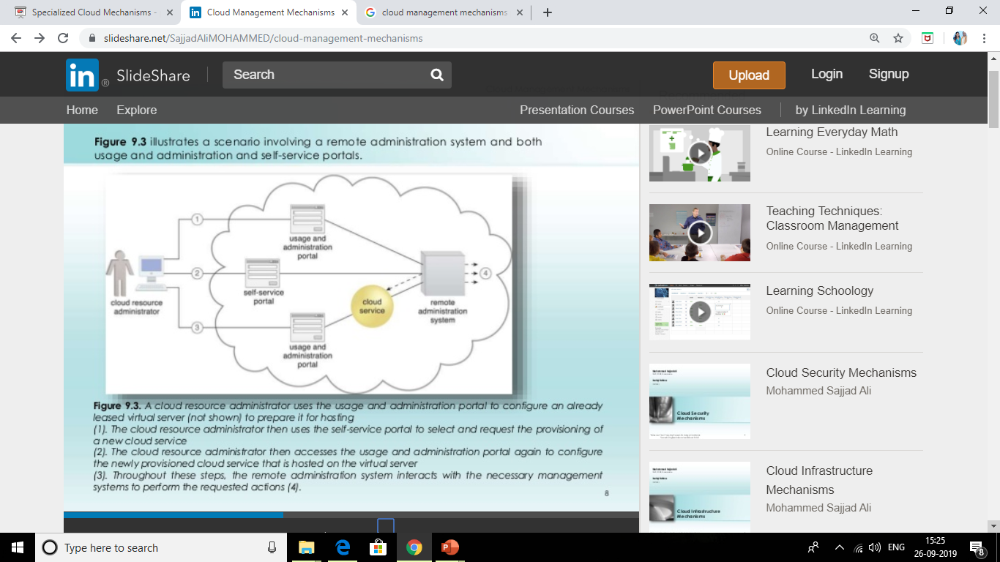 Specialized Cloud Mechanisms -
Cloud Management Mechanisms
cloud management mechanisms
slideshare.net/SajjadAliMOHAMMED/cloud-management-mechanisms
in ® SlideShare
Search
Upload
Login
Signup
Home
Explore
Presentation Courses
PowerPoint Courses
by LinkedIn Learning
Figure 9.3 illustrates a scenario involving a remote administration system and both
usage and administration and self-service portals.
1
usage and
administration
portal
2
4
cloud resource
administrator
self-service
portal
cloud
service
remote
administration
system
3
usage and
administration
portal
Figure 9.3. A cloud resource administrator uses the usage and administration portal to configure an already
leased virtual server (not shown) to prepare it for hosting
(1). The cloud resource administrator then uses the self-service portal to select and request the provisioning of
a new cloud service
(2). The cloud resource administrator then accesses the usage and administration portal again to configure
the newly provisioned cloud service that is hosted on the virtual server
(3). Throughout these steps, the remote administration system interacts with the necessary management
systems to perform the requested actions (4).
8
Learning Everyday Math
Online Course - LinkedIn Learning
Teaching Techniques:
Classroom Management
Online Course - LinkedIn Learning
Learning Schoology
Online Course - LinkedIn Learning
Cloud Security
Mechanisms
Cloud Security Mechanisms
Mohammed Sajjad Ali
Cloud Infrastructure
Mechanisms
Cloud Infrastructure
Mechanisms
Mohammed Sajjad Ali
Type here to search
ENG
15:25
26-09-2019
8